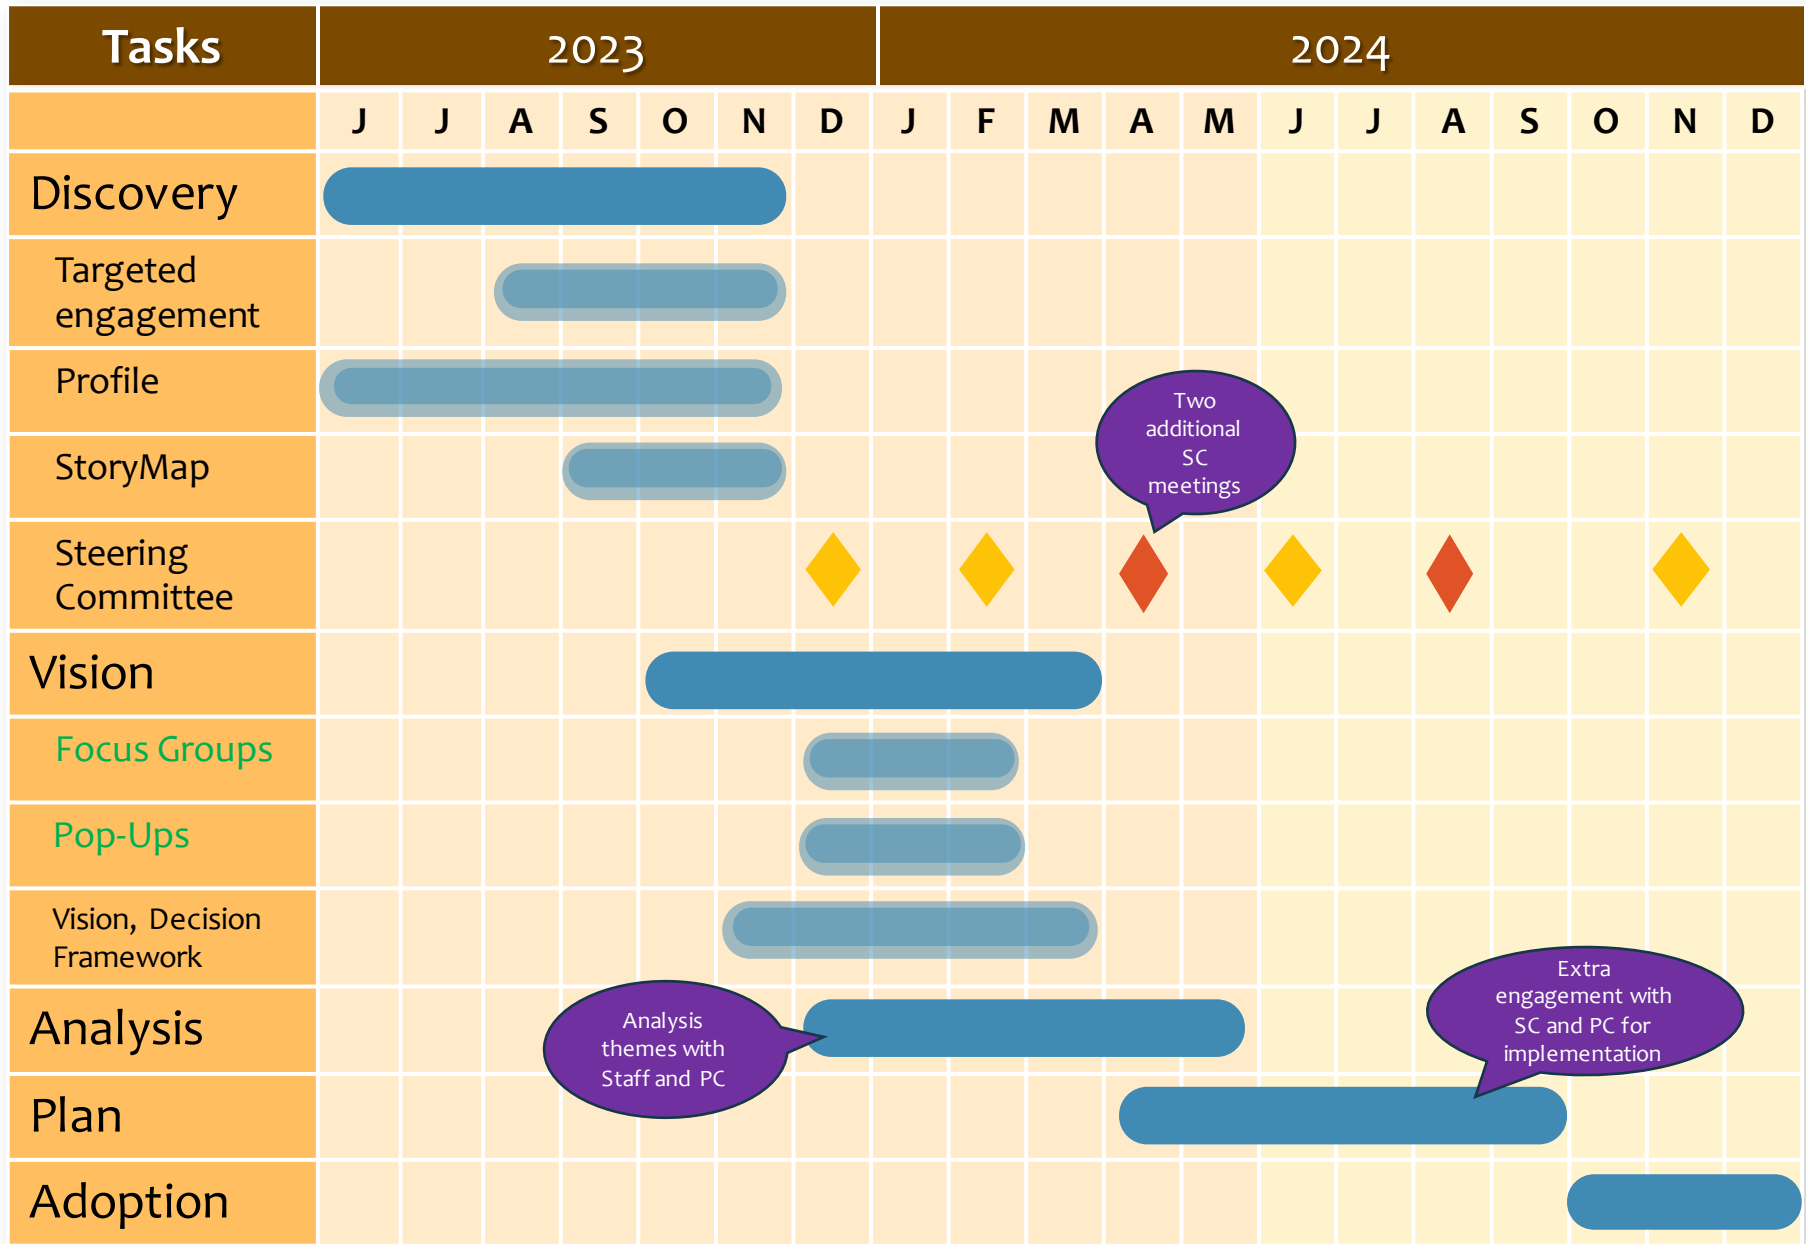 Tasks 2023 2024
J J A S O N D J F M A M J J A S O N D
Discovery
Targeted
engagement
Profile
Two
additional
SC
meetings
StoryMap
Steering
Committee
Vision
Focus Groups
Pop-Ups
Vision, Decision
Framework
Extra
engagement with
SC and PC for
implementation
Analysis
Analysis
themes with
Staff and PC
Plan
Adoption